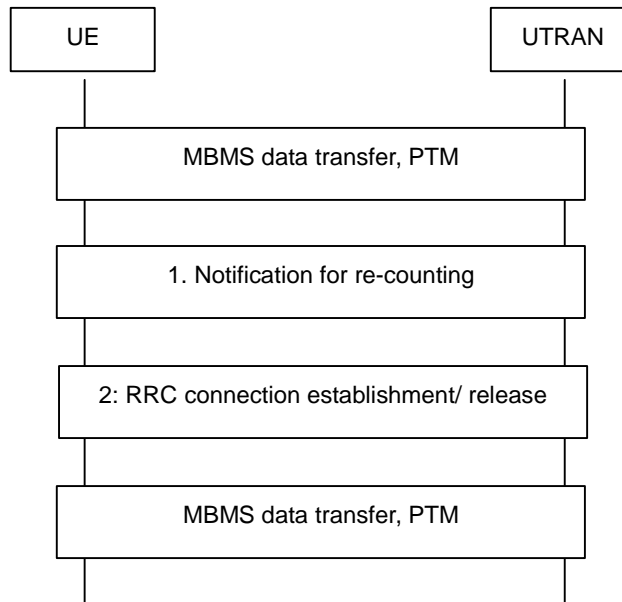 UE
UTRAN
MBMS data transfer, PTM
1. Notification for re-counting
2: RRC connection establishment/ release
MBMS data transfer, PTM